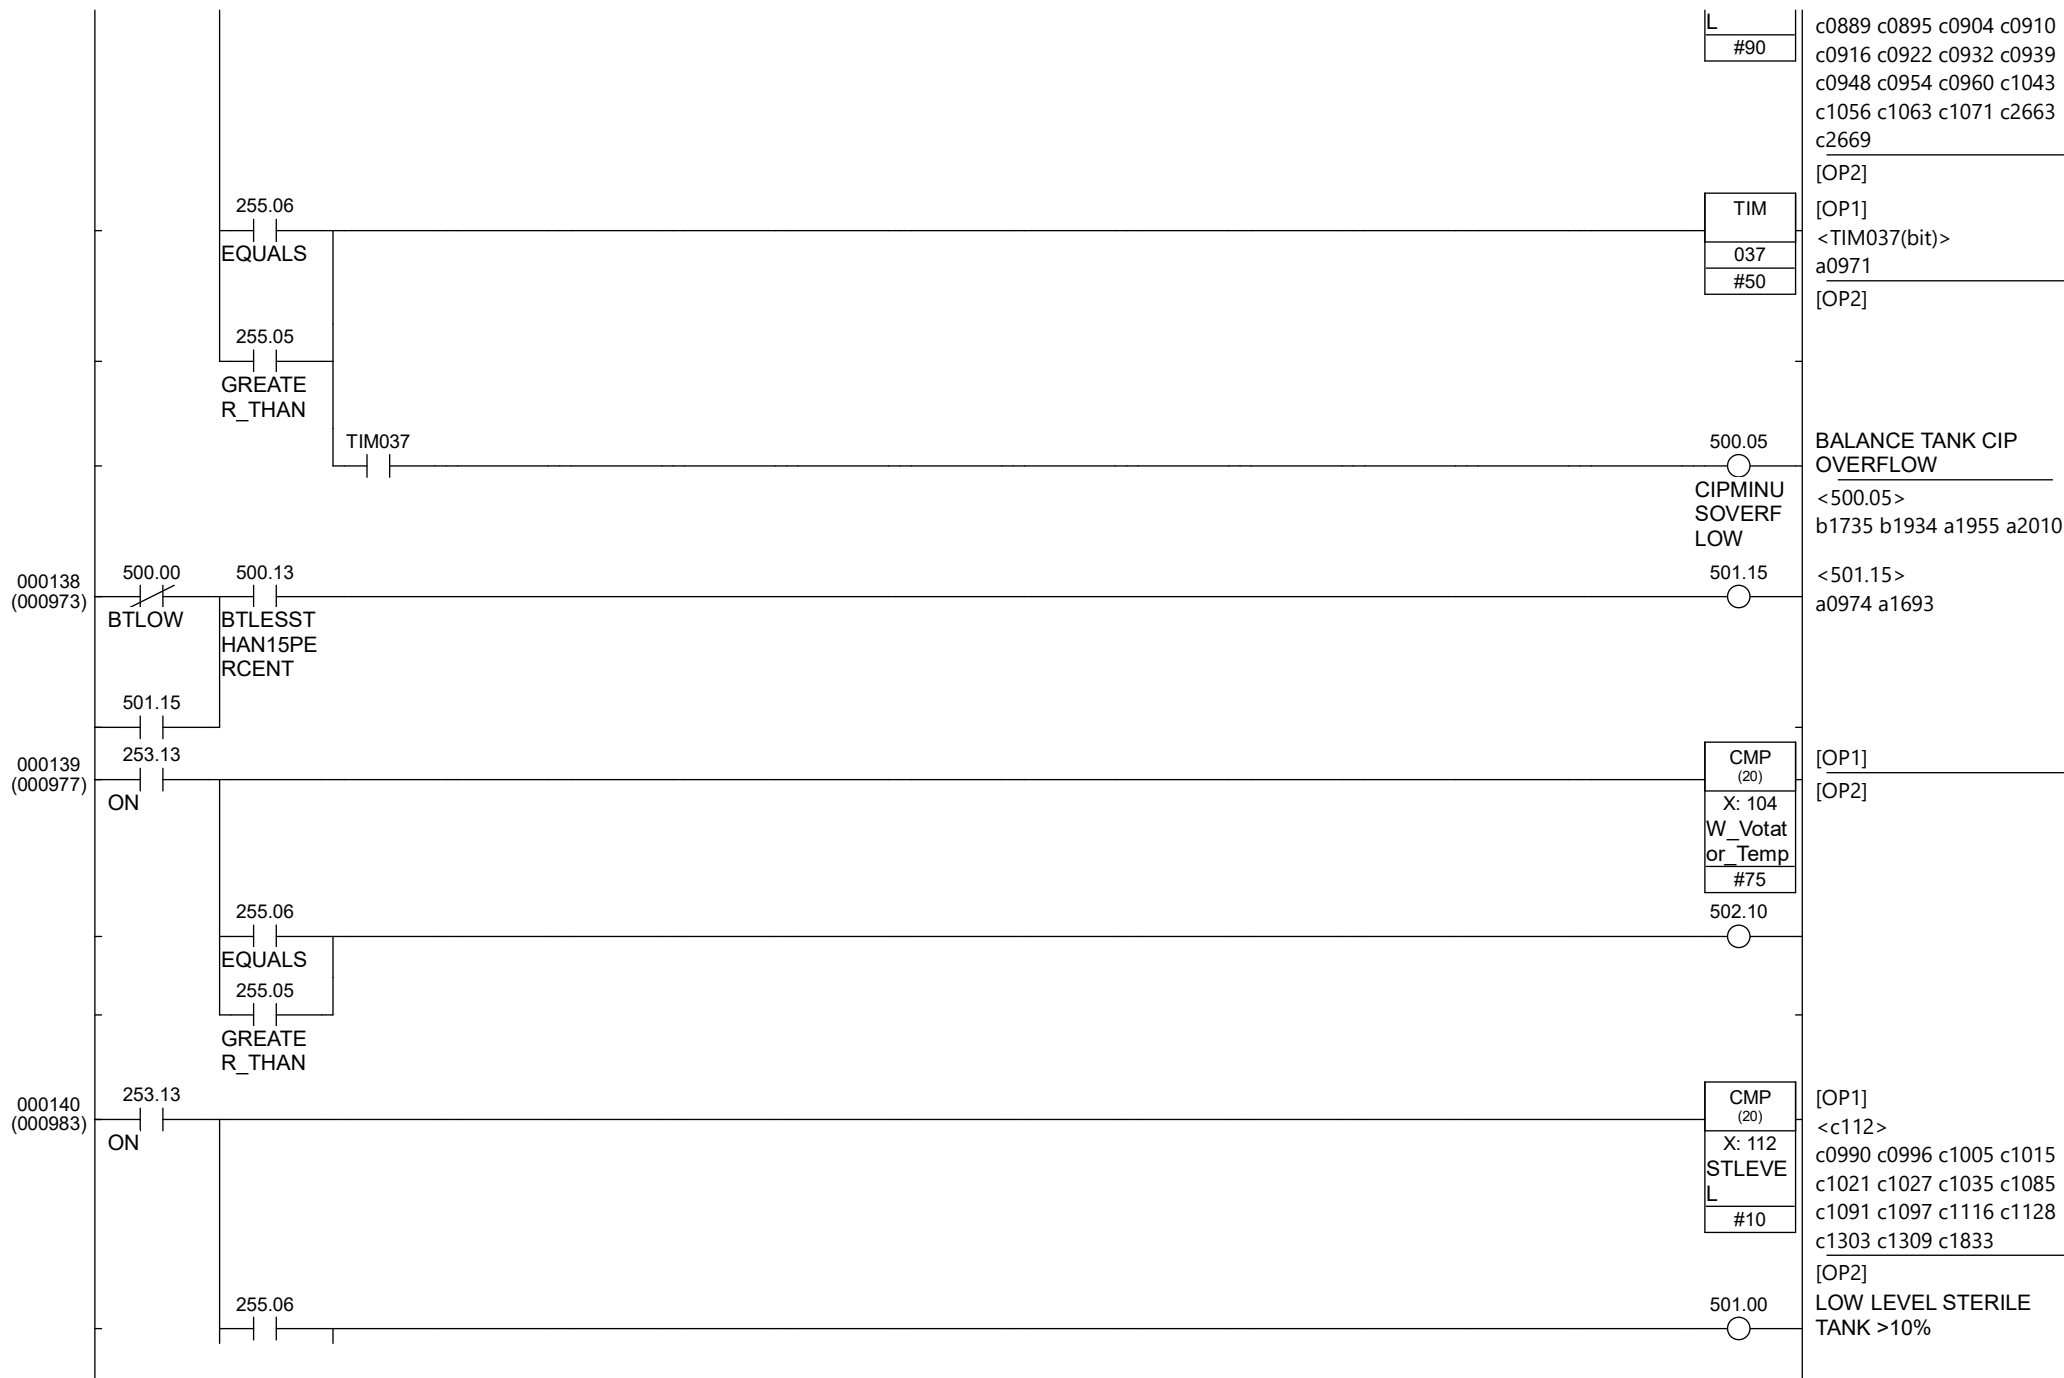 L
#90
c0889 c0895 c0904 c0910
c0916 c0922 c0932 c0939
c0948 c0954 c0960 c1043
c1056 c1063 c1071 c2663
c2669
[OP2]
255.06
EQUALS
TIM
037
#50
[OP1]
<TIM037(bit)>
a0971
[OP2]
255.05
GREATE
R_THAN
TIM037
500.05
CIPMINU
SOVERF
LOW
BALANCE TANK CIP
OVERFLOW
<500.05>
b1735 b1934 a1955 a2010
000138
(000973)
500.00
BTLOW
500.13
BTLESST
HAN15PE
RCENT
501.15
<501.15>
a0974 a1693
501.15
000139
(000977)
253.13
ON
CMP
(20)
X: 104
W_Votat
or_Temp
#75
[OP1]
[OP2]
255.06
EQUALS
502.10
255.05
GREATE
R_THAN
000140
(000983)
253.13
ON
CMP
(20)
X: 112
STLEVE
L
#10
[OP1]
<c112>
c0990 c0996 c1005 c1015
c1021 c1027 c1035 c1085
c1091 c1097 c1116 c1128
c1303 c1309 c1833
[OP2]
255.06
501.00
LOW LEVEL STERILE
TANK >10%